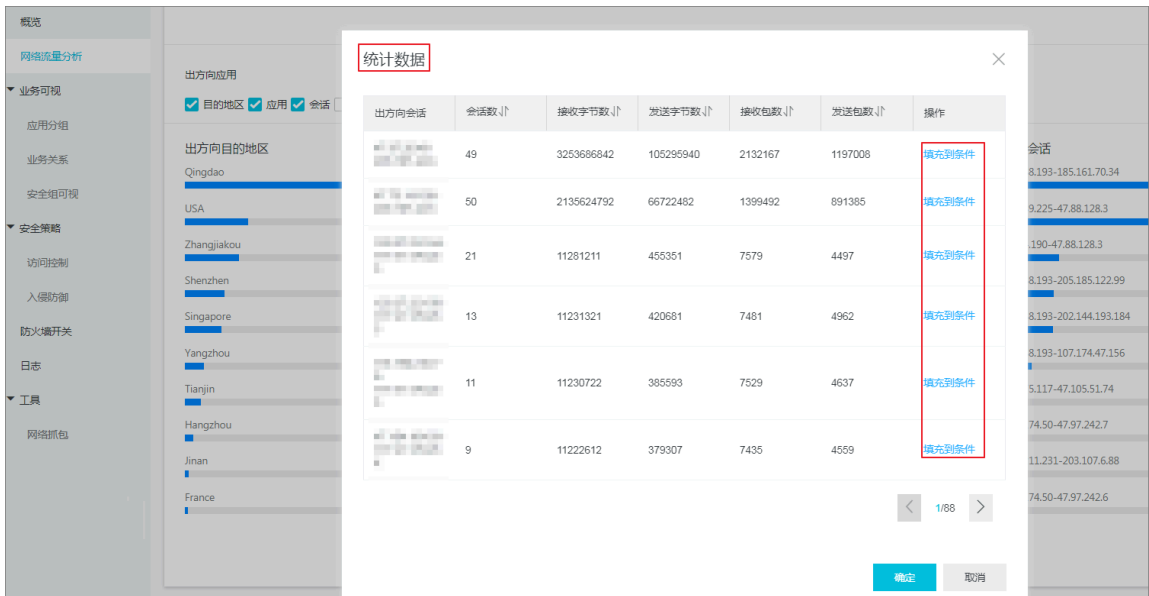 概览
网络流量分析
业务可视
应用分组
业务关系
安全组可视
安全策略
访问控制
入侵防御
防火墙开关
日志
工具
网络抓包
出方向应用
目的地区 应用 会话
出方向目的地区
Qingdao
USA
Zhangjiakou
Shenzhen
Singapore
Yangzhou
Tianjin
Hangzhou
Jinan
France
统计数据
出方向会话 会话数 接收字节数 发送字节数 接收包数 发送包数 操作
49 3253686842 105295940 2132167 1197008 填充到条件
50 2135624792 66722482 1399492 891385 填充到条件
21 11281211 455351 7579 4497 填充到条件
13 11231321 420681 7481 4962 填充到条件
11 11230722 385593 7529 4637 填充到条件
9 11222612 379307 7435 4559 填充到条件
1/88
确定 取消
会话
8.193-185.161.70.34
9.225-47.88.128.3
.190-47.88.128.3
8.193-205.185.122.99
8.193-202.144.193.184
8.193-107.174.47.156
5.117-47.105.51.74
74.50-47.97.242.7
11.231-203.107.6.88
74.50-47.97.242.6